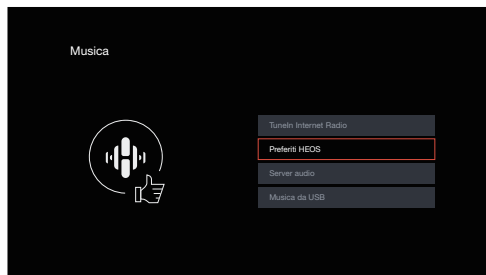 Musica
TuneIn Internet Radio
Preferiti HEOS
Server audio
Musica da USB